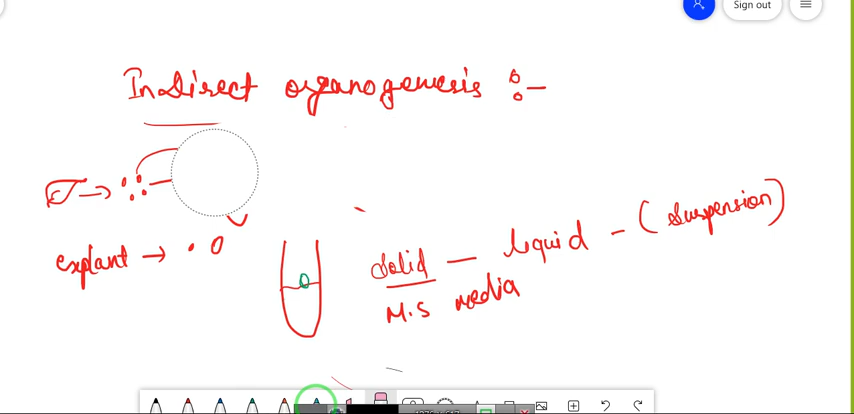 Sign out
Indirect organogenesis :-
explant →
Solid - liquid - (suspension)
M.S media